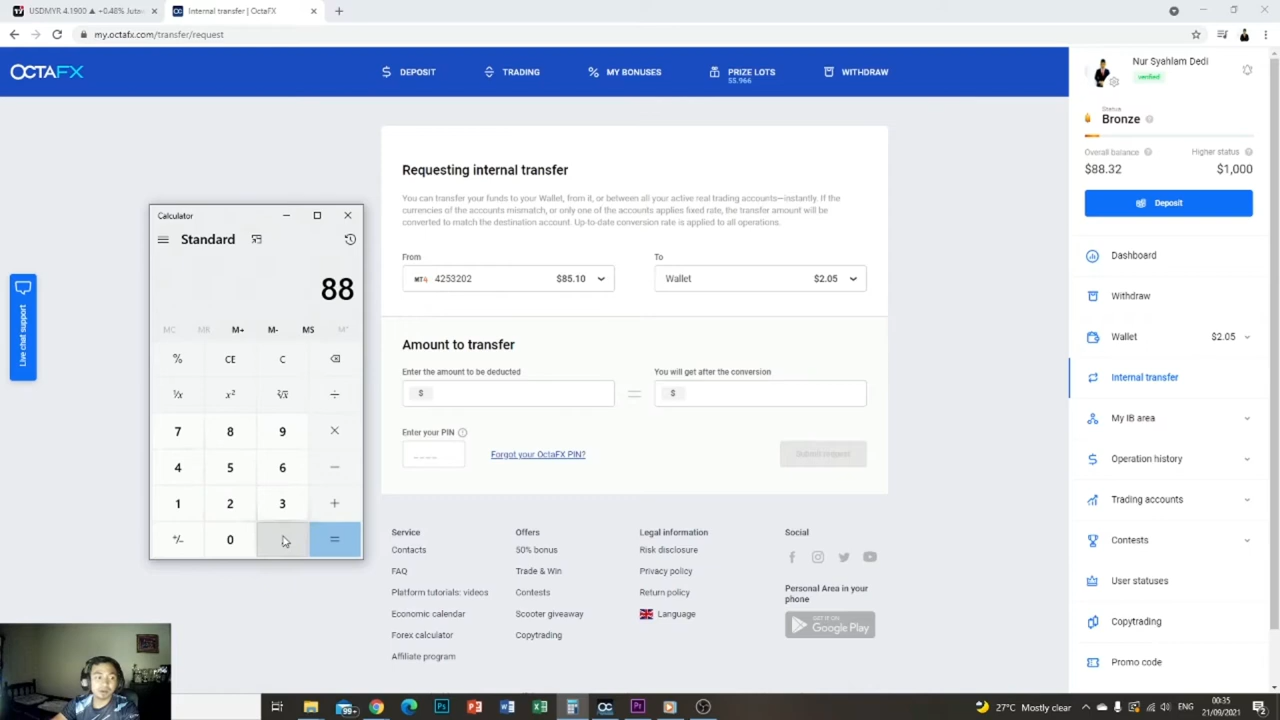 USDMYR 4.1900 ▲ +0.48%
Internal transfer | OctaFX
my.octafx.com/transfer/request
OCTAFX
DEPOSIT
TRADING
MY BONUSES
PRIZE LOTS
55.966
WITHDRAW
Nur Syahlam Dedi
verified
Status
Bronze
Overall balance
Higher status
$88.32
$1,000
Deposit
Dashboard
Withdraw
Wallet $2.05
Internal transfer
My IB area
Operation history
Trading accounts
Contests
User statuses
Copytrading
Promo code
Requesting internal transfer
You can transfer your funds to your Wallet, from it, or between all your active real trading accounts—instantly. If the
currencies of the accounts mismatch, or only one of the accounts applies fixed rate, the transfer amount will be
converted to match the destination account. Up-to-date conversion rate is applied to all operations.
From
To
MT4 4253202 $85.10
Wallet $2.05
Amount to transfer
Enter the amount to be deducted
You will get after the conversion
$
=
$
Enter your PIN
Forgot your OctaFX PIN?
Submit request
Calculator
Standard
88
MC MR M+ M- MS
% CE C
¹/x x² ²√x ÷
7 8 9 ×
4 5 6 −
1 2 3 +
+/- 0 =
Live chat support
Service
Contacts
FAQ
Platform tutorials: videos
Economic calendar
Forex calculator
Affiliate program
Offers
50% bonus
Trade & Win
Contests
Scooter giveaway
Copytrading
Legal information
Risk disclosure
Privacy policy
Return policy
Language
Social
Personal Area in your
phone
GET IT ON
Google Play
99+
27°C Mostly clear
00:35
21/09/2021